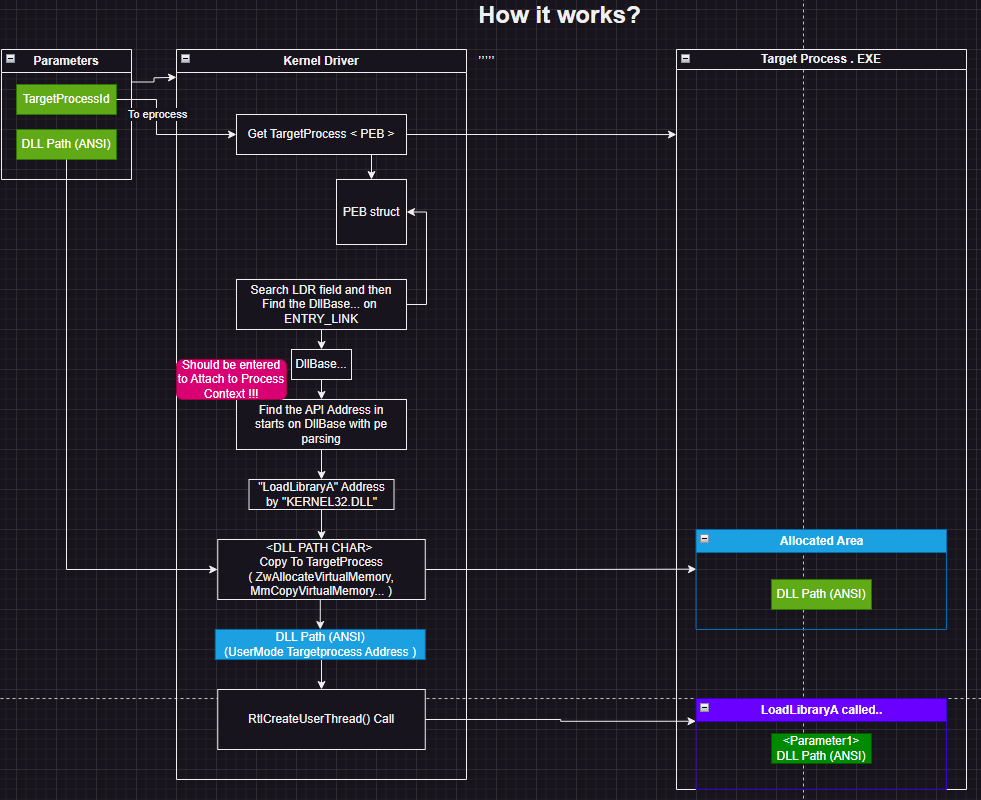 How it works?
Parameters
Kernel Driver
,,,,,
Target Process . EXE
TargetProcessId
To eprocess
DLL Path (ANSI)
Get TargetProcess < PEB >
PEB struct
Search LDR field and then
Find the DllBase... on
ENTRY_LINK
Should be entered
to Attach to Process
Context !!!
DllBase...
Find the API Address in
starts on DllBase with pe
parsing
"LoadLibraryA" Address
by "KERNEL32.DLL"
<DLL PATH CHAR>
Copy To TargetProcess
( ZwAllocateVirtualMemory,
MmCopyVirtualMemory... )
Allocated Area
DLL Path (ANSI)
DLL Path (ANSI)
(UserMode Targetprocess Address )
RtlCreateUserThread() Call
LoadLibraryA called..
<Parameter1>
DLL Path (ANSI)